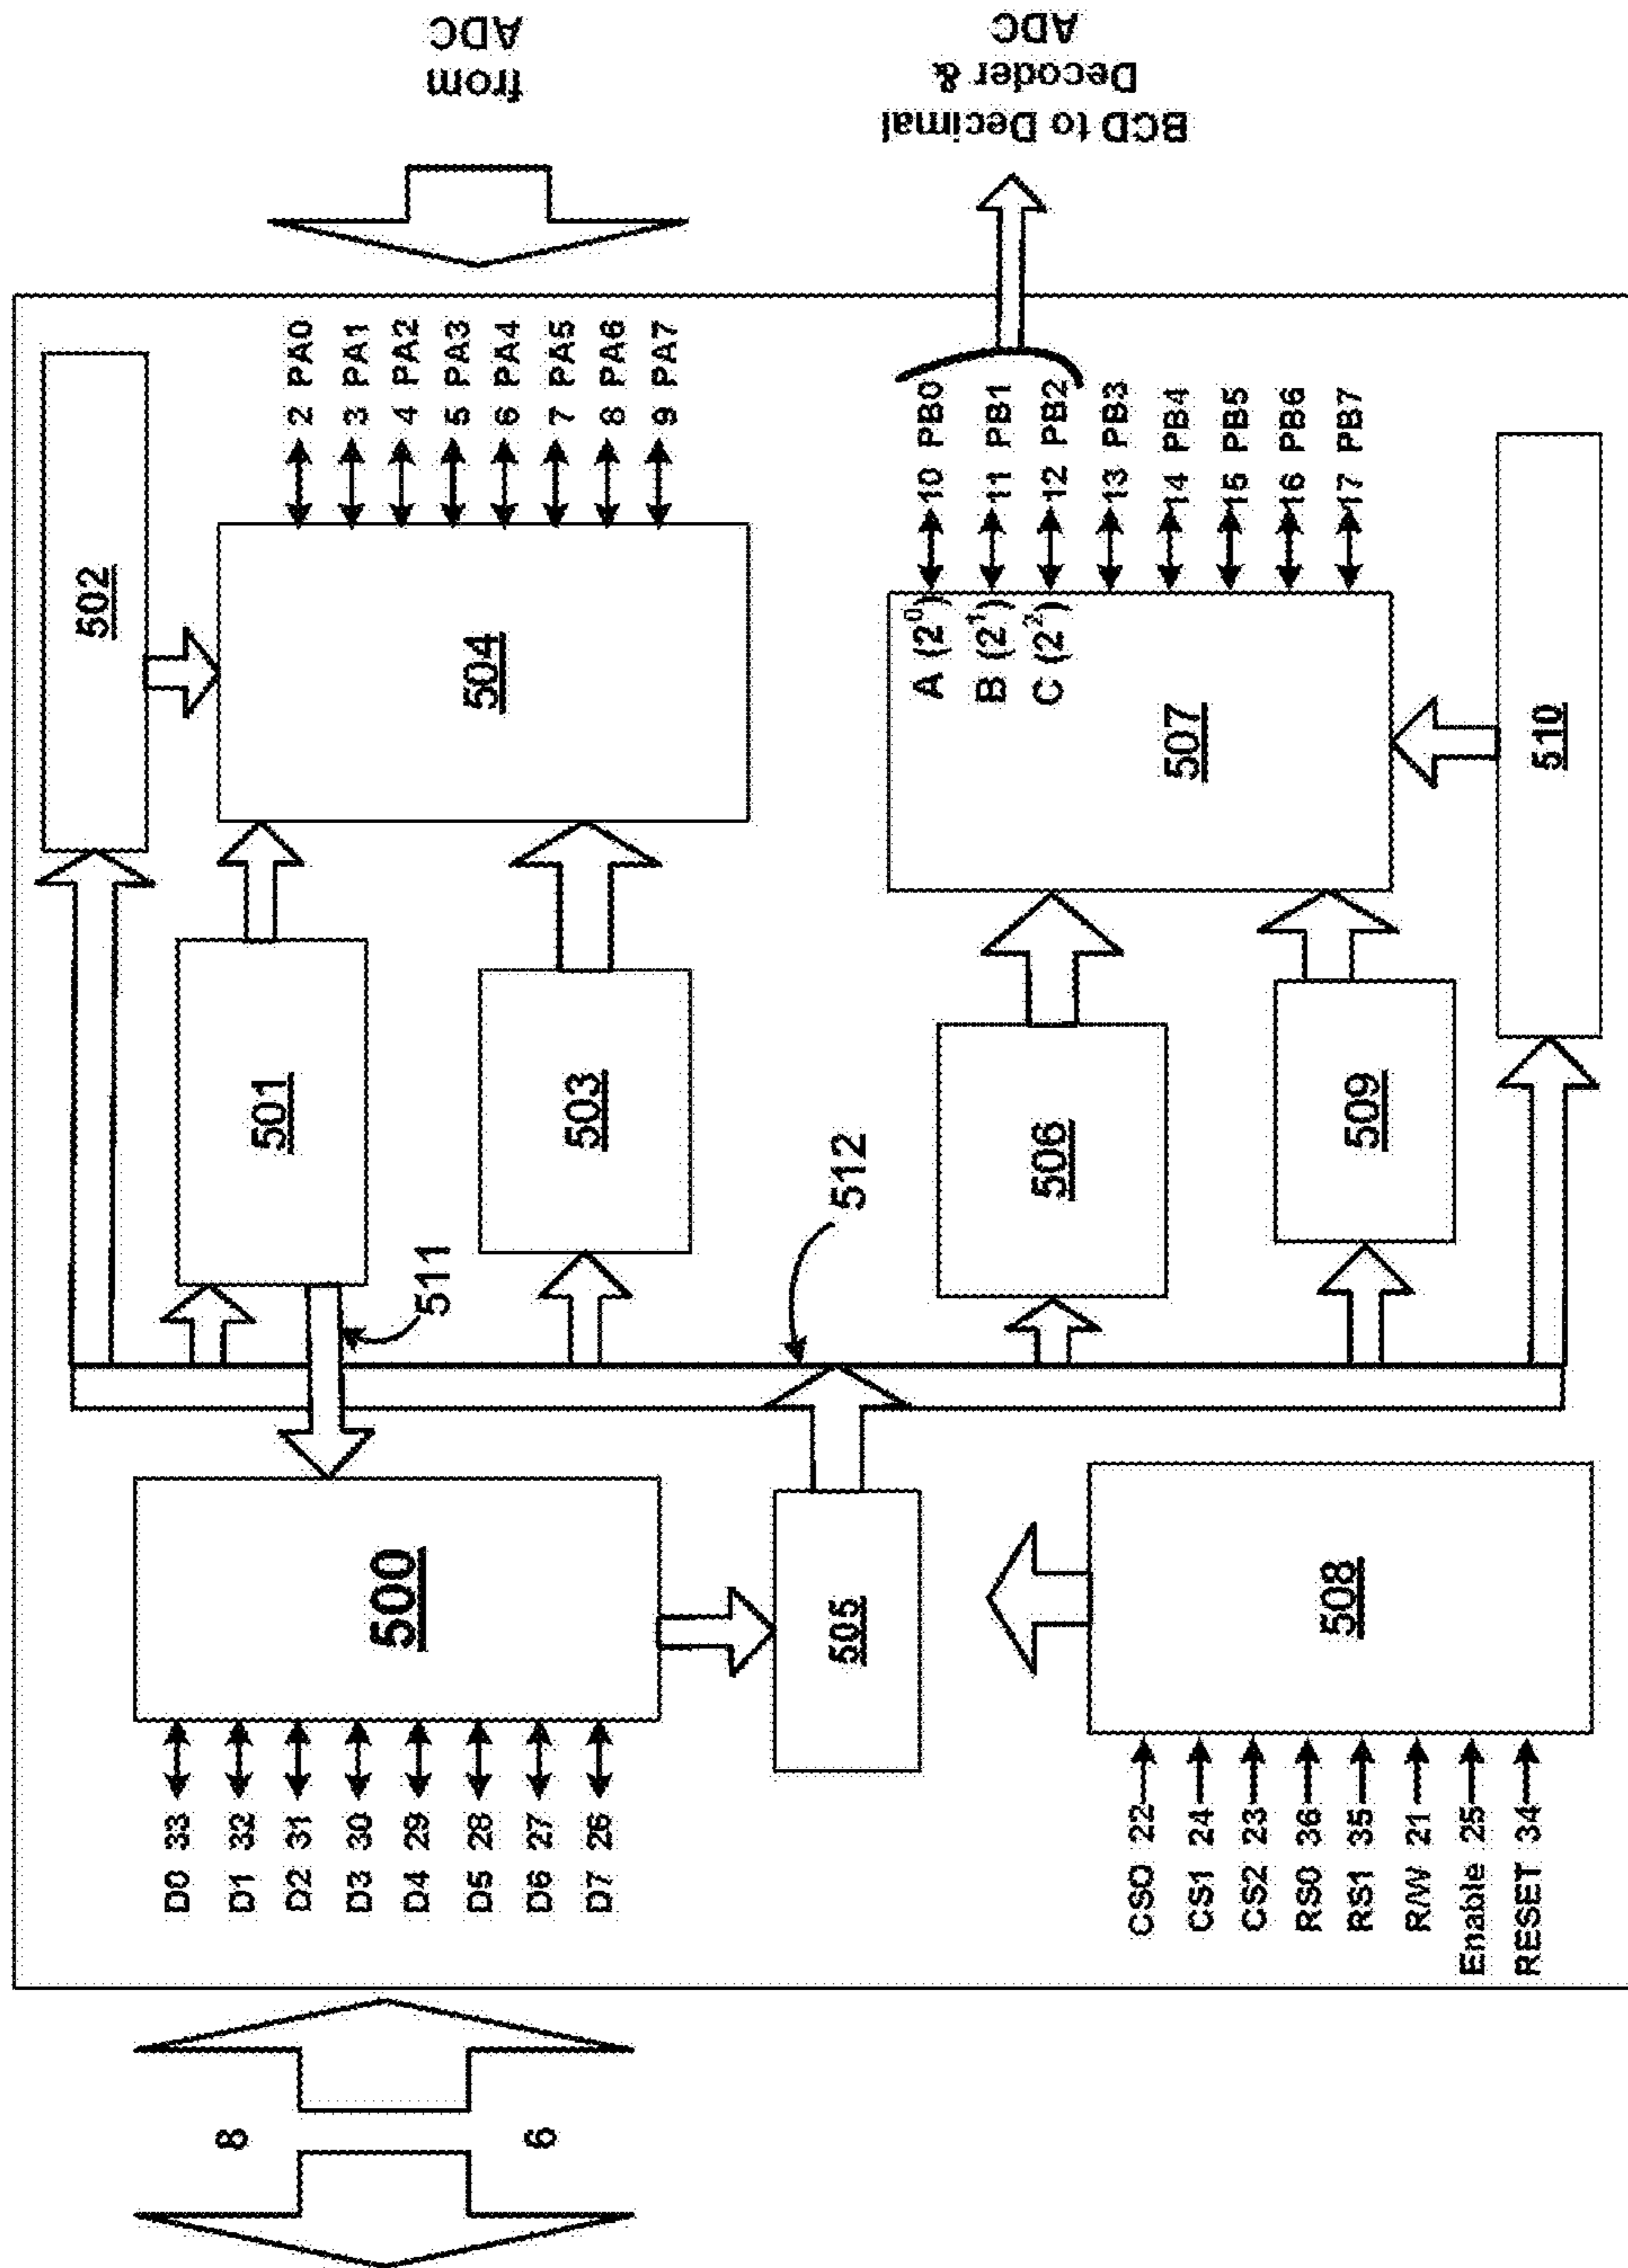 from
ADC
BCD to Decimal
Decoder &
ADC
502
2 PA0
3 PA1
4 PA2
5 PA3
6 PA4
7 PA5
8 PA6
9 PA7
504
501
503
511
512
10 PB0
11 PB1
12 PB2
13 PB3
14 PB4
15 PB5
16 PB6
17 PB7
A (2⁰)
B (2¹)
C (2²)
507
506
509
510
500
505
508
D0 33
D1 32
D2 31
D3 30
D4 29
D5 28
D6 27
D7 26
CSO 22
CS1 24
CS2 23
RS0 36
RS1 35
R/W 21
Enable 25
RESET 34
8
6